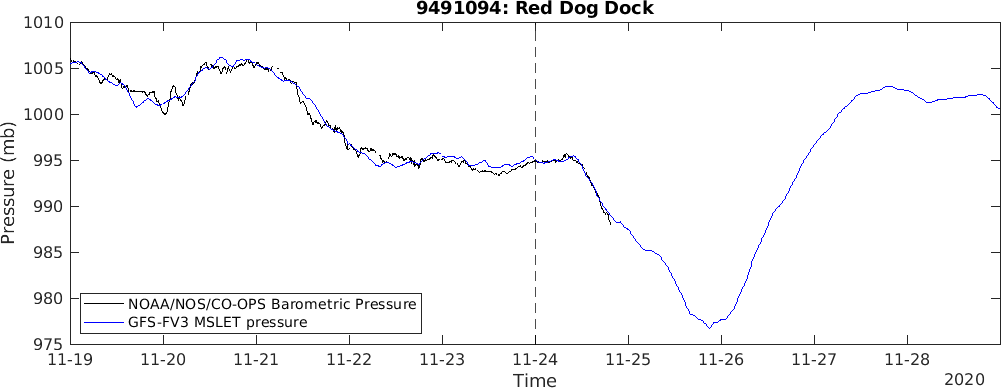 9491094: Red Dog Dock
Pressure (mb)
1010
1005
1000
995
990
985
980
975
NOAA/NOS/CO-OPS Barometric Pressure
GFS-FV3 MSLET pressure
11-19 11-20 11-21 11-22 11-23 11-24 11-25 11-26 11-27 11-28
Time
2020